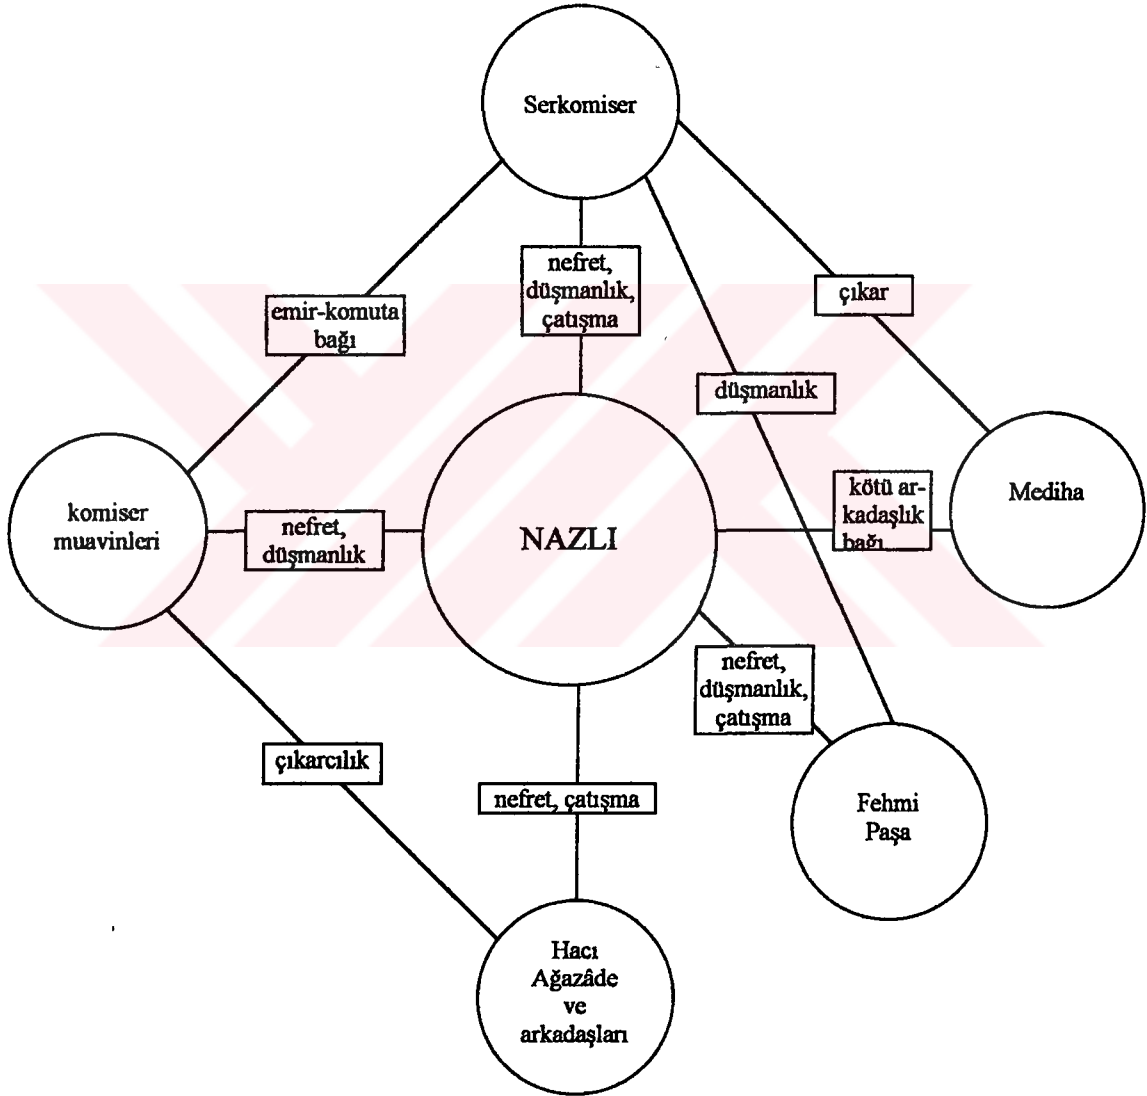 Serkomiser
nefret,
düşmanlık,
çatışma
çıkar
emir-komuta
bağı
düşmanlık
kötü ar-
kadaşlık
bağı
Mediha
komiser
muavinleri
nefret,
düşmanlık
NAZLI
nefret,
düşmanlık,
çatışma
çıkarcılık
nefret, çatışma
Fehmi
Paşa
Hacı
Ağazâde
ve
arkadaşları